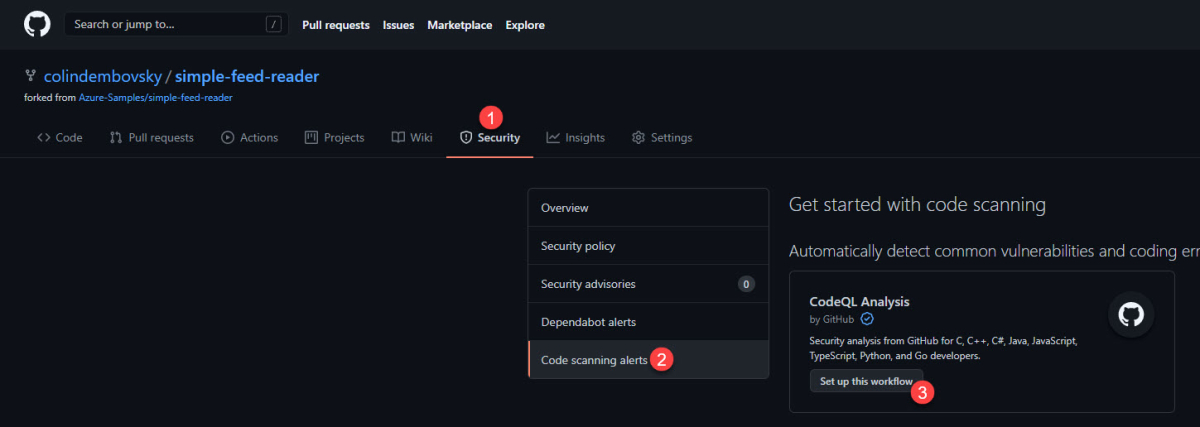 Search or jump to... /
Pull requests Issues Marketplace Explore
colindembovsky / simple-feed-reader
forked from Azure-Samples/simple-feed-reader
1
Code Pull requests Actions Projects Wiki Security Insights Settings
Overview
Security policy
Security advisories 0
Dependabot alerts
Code scanning alerts 2
Get started with code scanning
Automatically detect common vulnerabilities and coding err
CodeQL Analysis
by GitHub
Security analysis from GitHub for C, C++, C#, Java, JavaScript,
TypeScript, Python, and Go developers.
Set up this workflow 3